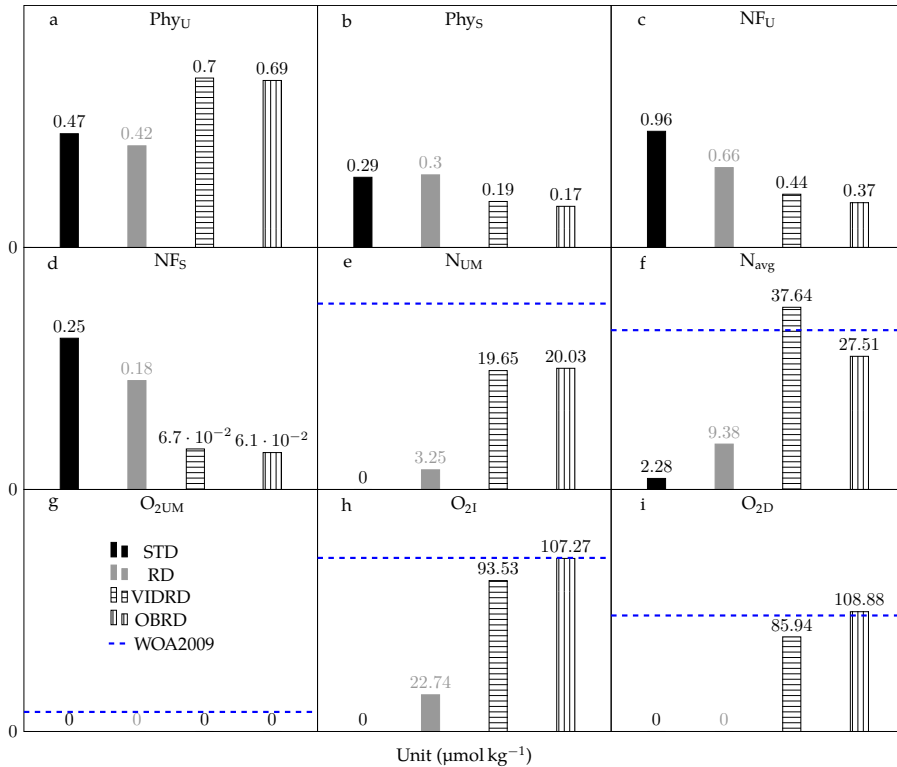 a Phy_U
b Phy_S
c NF_U
0.47 0.42 0.7 0.69
0.29 0.3 0.19 0.17
0.96 0.66 0.44 0.37
0
d NF_S
e N_UM
f N_avg
0.25 0.18 6.7 · 10⁻² 6.1 · 10⁻²
0 3.25 19.65 20.03
2.28 9.38 37.64 27.51
0
g O_2UM
h O_2I
i O_2D
STD
RD
VIDRD
OBRD
WOA2009
0 0 0 0
0 22.74 93.53 107.27
0 0 85.94 108.88
0
Unit (µmol kg⁻¹)